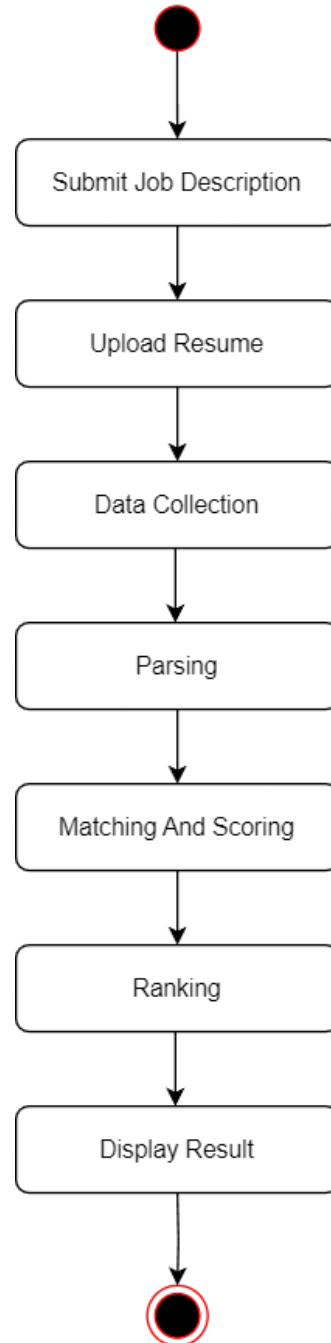 Submit Job Description
Upload Resume
Data Collection
Parsing
Matching And Scoring
Ranking
Display Result